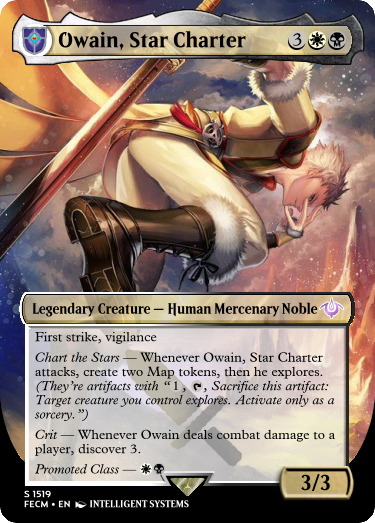 Owain, Star Charter 3
Legendary Creature — Human Mercenary Noble
First strike, vigilance
Chart the Stars — Whenever Owain, Star Charter
attacks, create two Map tokens, then he explores.
(They're artifacts with “1, , Sacrifice this artifact:
Target creature you control explores. Activate only as a
sorcery.”)
Crit — Whenever Owain deals combat damage to a
player, discover 3.
Promoted Class —
3/3
S 1519
FECM • EN INTELLIGENT SYSTEMS